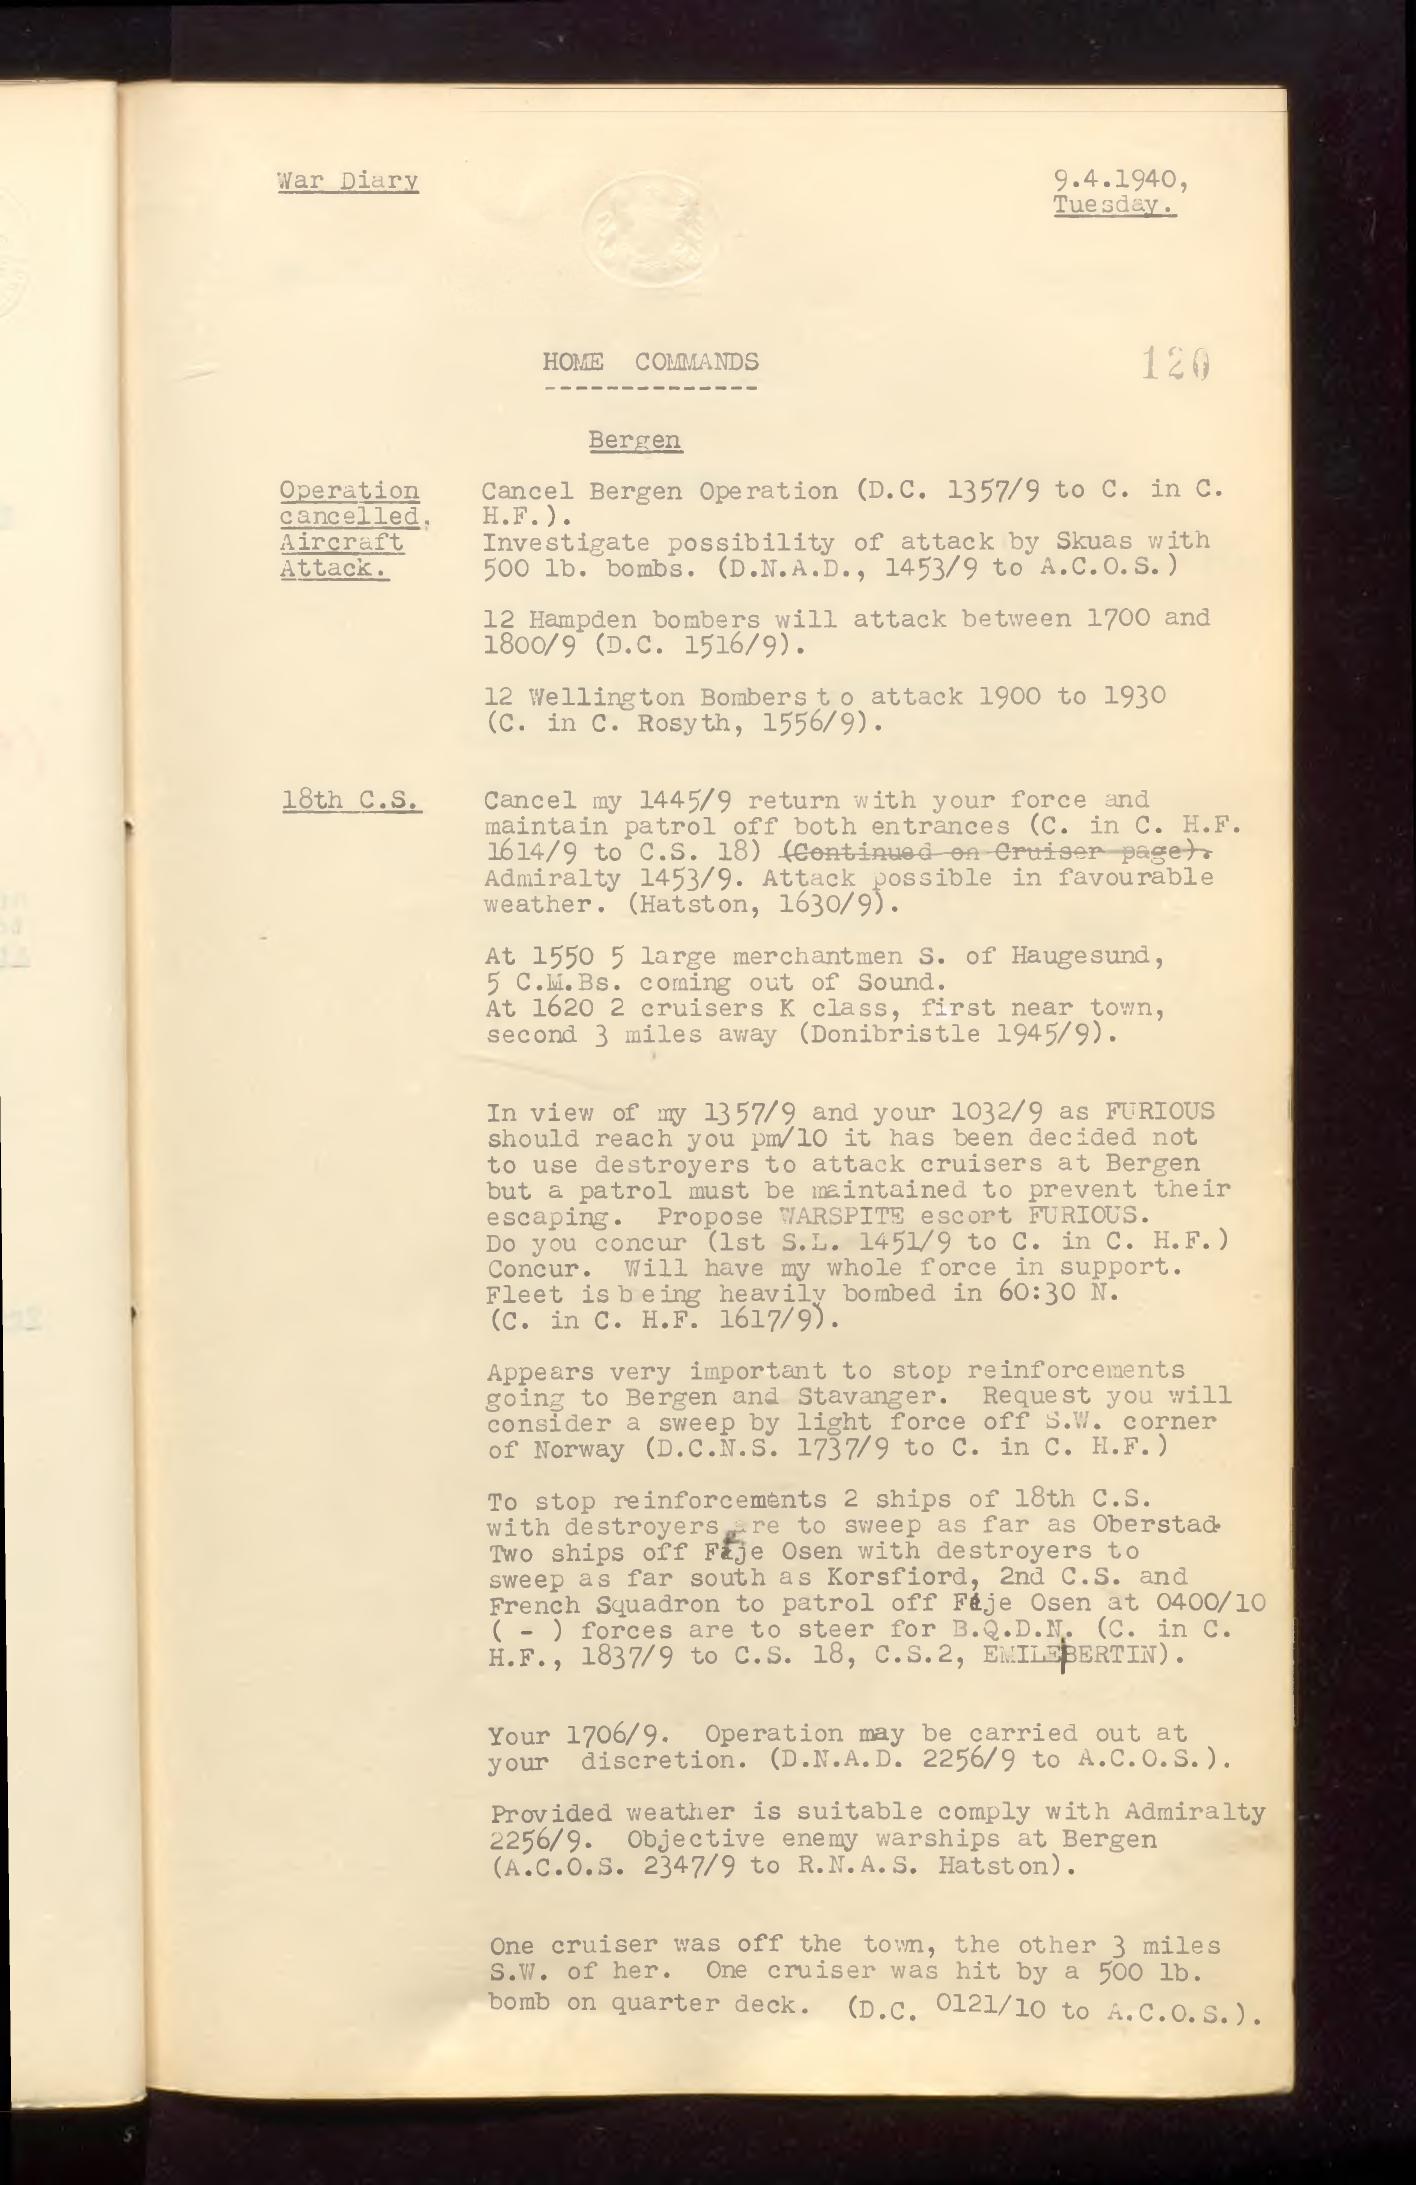 War Diary
9.4.1940,
Tuesday.
HOME COMMANDS
120
Bergen
Operation cancelled. Aircraft Attack.
Cancel Bergen Operation (D.C. 1357/9 to C. in C.
H.F.).
Investigate possibility of attack by Skuas with
500 lb. bombs. (D.N.A.D., 1453/9 to A.C.O.S.)
12 Hampden bombers will attack between 1700 and
1800/9 (D.C. 1516/9).
12 Wellington Bombers to attack 1900 to 1930
(C. in C. Rosyth, 1556/9).
18th C.S.
Cancel my 1445/9 return with your force and
maintain patrol off both entrances (C. in C. H.F.
1614/9 to C.S. 18) (Continued on Cruiser page).
Admiralty 1453/9. Attack possible in favourable
weather. (Hatston, 1630/9).
At 1550 5 large merchantmen S. of Haugesund,
5 C.M.Bs. coming out of Sound.
At 1620 2 cruisers K class, first near town,
second 3 miles away (Donibristle 1945/9).
In view of my 1357/9 and your 1032/9 as FURIOUS
should reach you pm/10 it has been decided not
to use destroyers to attack cruisers at Bergen
but a patrol must be maintained to prevent their
escaping. Propose WARSPITE escort FURIOUS.
Do you concur (1st S.L. 1451/9 to C. in C. H.F.)
Concur. Will have my whole force in support.
Fleet is being heavily bombed in 60:30 N.
(C. in C. H.F. 1617/9).
Appears very important to stop reinforcements
going to Bergen and Stavanger. Request you will
consider a sweep by light force off S.W. corner
of Norway (D.C.N.S. 1737/9 to C. in C. H.F.)
To stop reinforcements 2 ships of 18th C.S.
with destroyers are to sweep as far as Oberstad.
Two ships off Feje Osen with destroyers to
sweep as far south as Korsfiord, 2nd C.S. and
French Squadron to patrol off Feje Osen at 0400/10
( - ) forces are to steer for B.Q.D.N. (C. in C.
H.F., 1837/9 to C.S. 18, C.S.2, EMILE BERTIN).
Your 1706/9. Operation may be carried out at
your discretion. (D.N.A.D. 2256/9 to A.C.O.S.).
Provided weather is suitable comply with Admiralty
2256/9. Objective enemy warships at Bergen
(A.C.O.S. 2347/9 to R.N.A.S. Hatston).
One cruiser was off the town, the other 3 miles
S.W. of her. One cruiser was hit by a 500 lb.
bomb on quarter deck. (D.C. 0121/10 to A.C.O.S.).